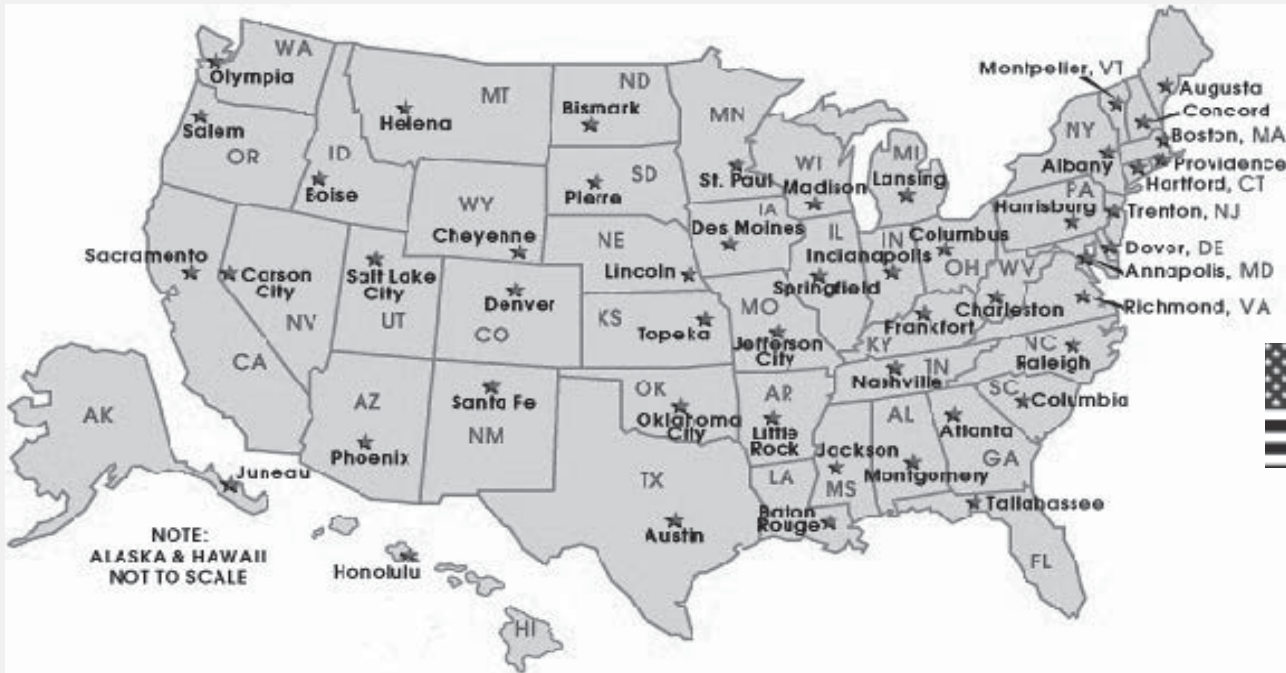 WA
Olympia
Salem
OR
ID
Boise
MT
Helena
ND
Bismark
SD
Pierre
WY
Cheyenne
NE
Lincoln
MN
St. Paul
WI
Madison
MI
Lansing
IA
Des Moines
IL
Springfield
IN
Indianapolis
Columbus
OH
WV
Charleston
KY
Frankfort
Sacramento
Carson
City
NV
CA
Salt Lake
City
UT
Denver
CO
KS
Topeka
MO
Jefferson
City
AZ
Phoenix
Santa Fe
NM
OK
Oklahoma
City
AR
Little
Rock
TN
Nashville
NC
Raleigh
SC
Columbia
Atlanta
GA
AL
Montgomery
Jackson
MS
LA
Baton
Rouge
TX
Austin
Tallabassee
FL
Montpelier, VT
Augusta
Concord
Boston, MA
Providence
Hartford, CT
NY
Albany
PA
Harrisburg
Trenton, NJ
Dover, DE
Annapolis, MD
Richmond, VA
AK
Juneau
NOTE:
ALASKA & HAWAII
NOT TO SCALE
Honolulu
HI